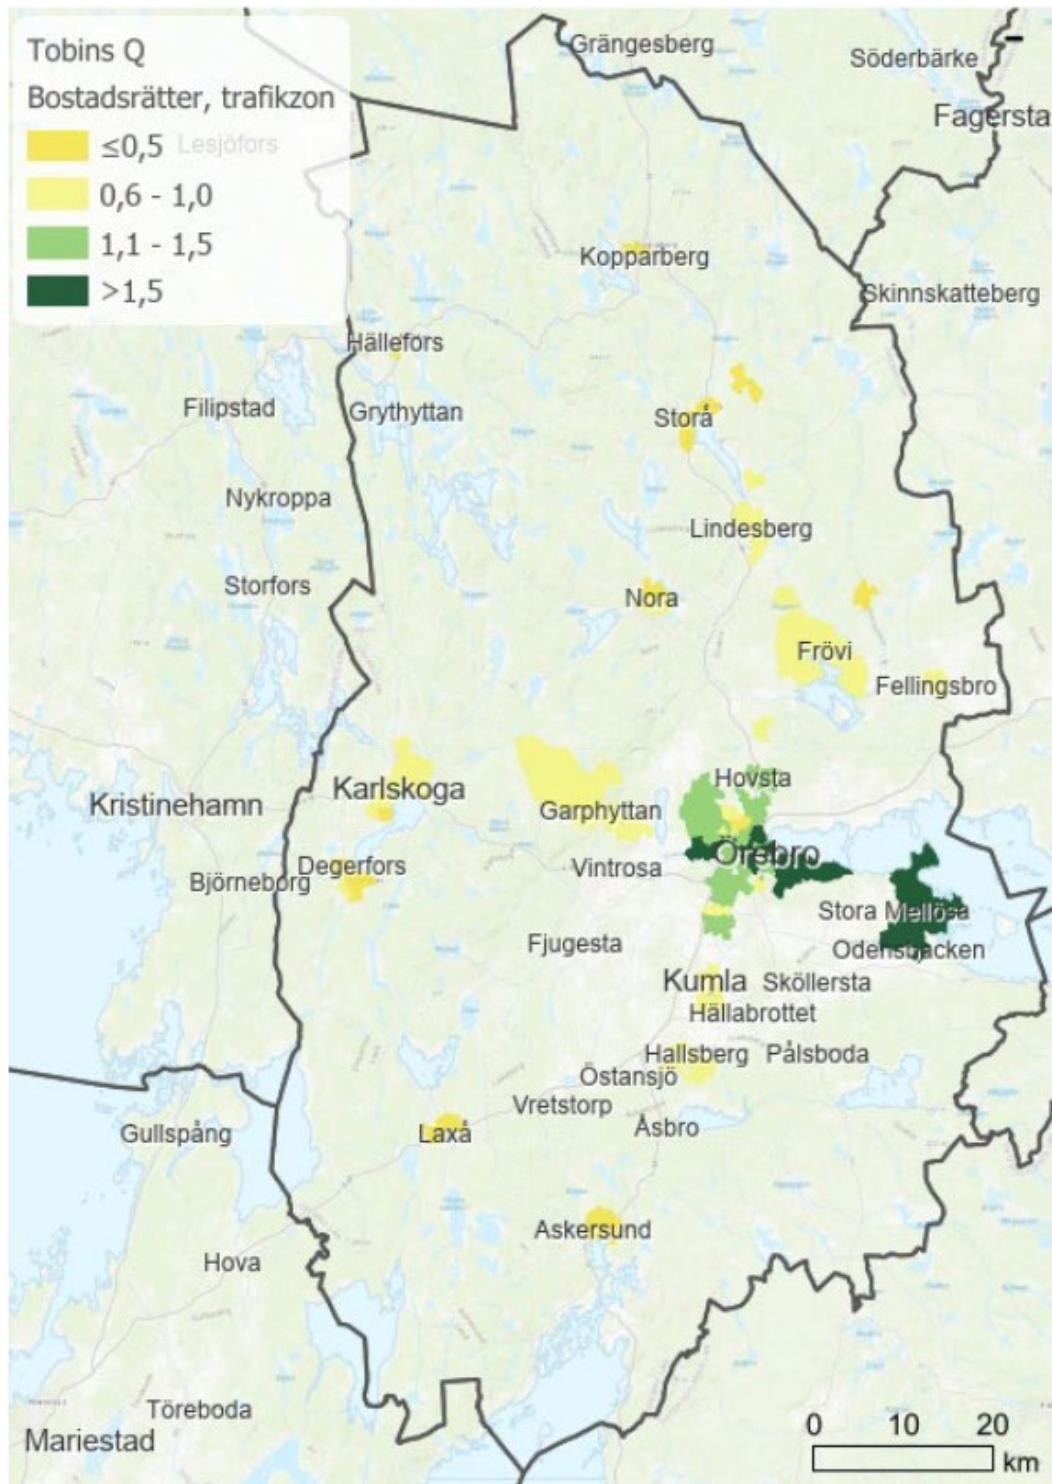 Tobins Q
Bostadsrätter, trafikzon
≤0,5
Lesjöfors
0,6 - 1,0
1,1 - 1,5
>1,5
Grängesberg
Söderbärke
Fagersta
Kopparberg
Skinnskatteberg
Hällefors
Filipstad
Grythyttan
Storå
Nykroppa
Lindesberg
Storfors
Nora
Frövi
Fellingsbro
Hovsta
Karlskoga
Kristinehamn
Garphyttan
Örebro
Degerfors
Vintrosa
Björneborg
Stora Mellösa
Fjugesta
Odensbacken
Kumla
Sköllersta
Hällabrottet
Hallsberg
Pålsboda
Östansjö
Vretstorp
Åsbro
Gullspång
Laxå
Askersund
Hova
Töreboda
Mariestad
0 10 20
km